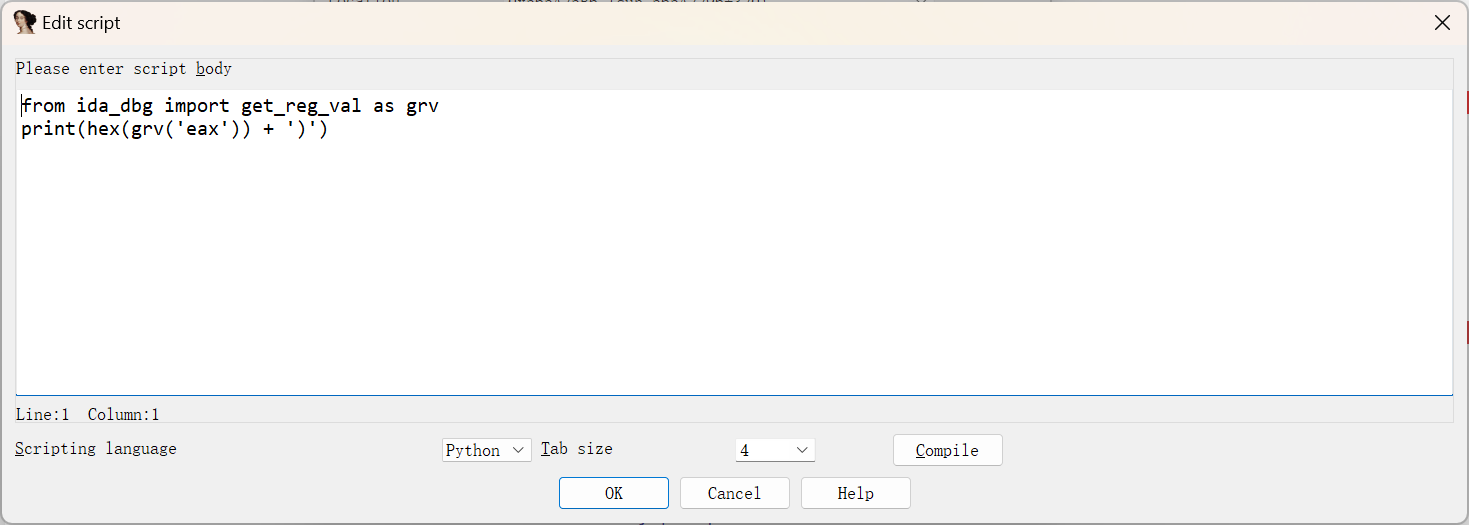 Edit script
Please enter script body
from ida_dbg import get_reg_val as grv
print(hex(grv('eax')) + ')')
Line:1 Column:1
Scripting language Python Tab size 4 Compile
OK Cancel Help